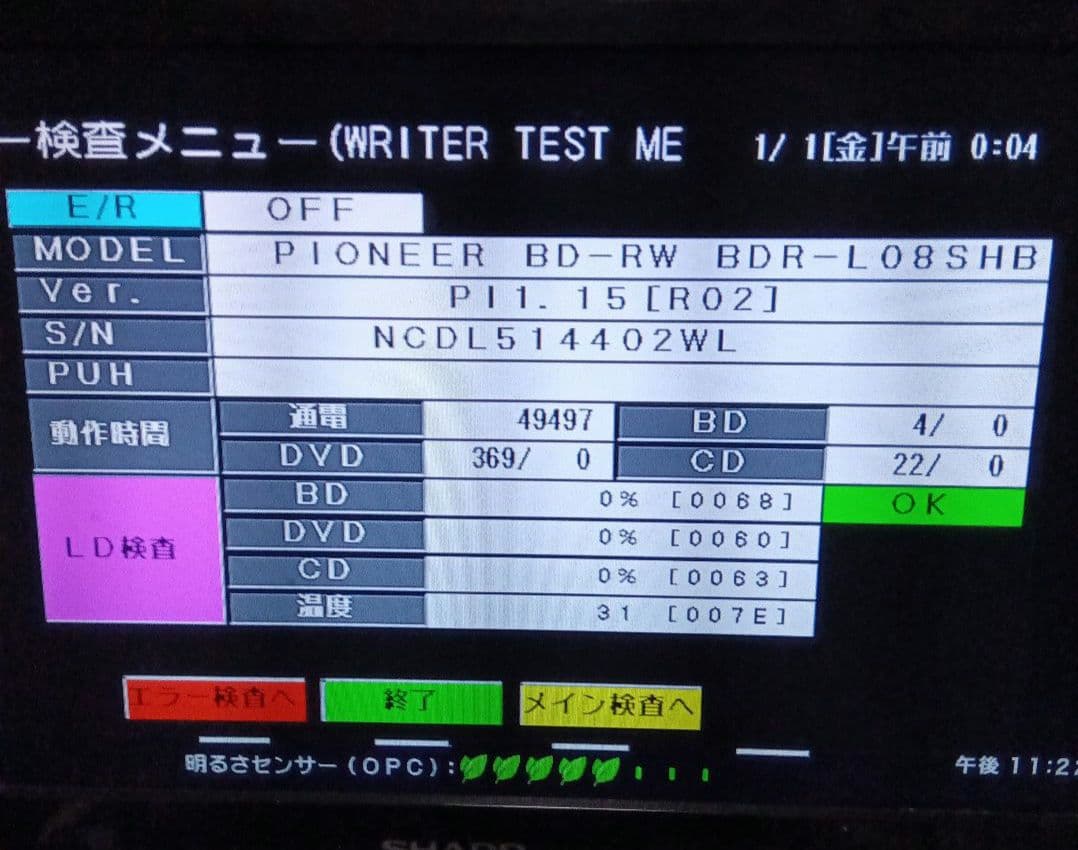 ー検査メニュー(WRITER TEST ME 1/ 1[金]午前 0:04
E/R OFF
MODEL PIONEER BD-RW BDR-L08SHB
Ver. PI1.15[R02]
S/N NCDL514402WL
PUH
動作時間 通電 49497 BD 4/ 0
DVD 369/ 0 CD 22/ 0
LD検査 BD 0% [0068] OK
DVD 0% [0060]
CD 0% [0063]
温度 31 [007E]
エラー検査へ 終了 メイン検査へ
明るさセンサー(OPC): 午後 11:2
SHARP